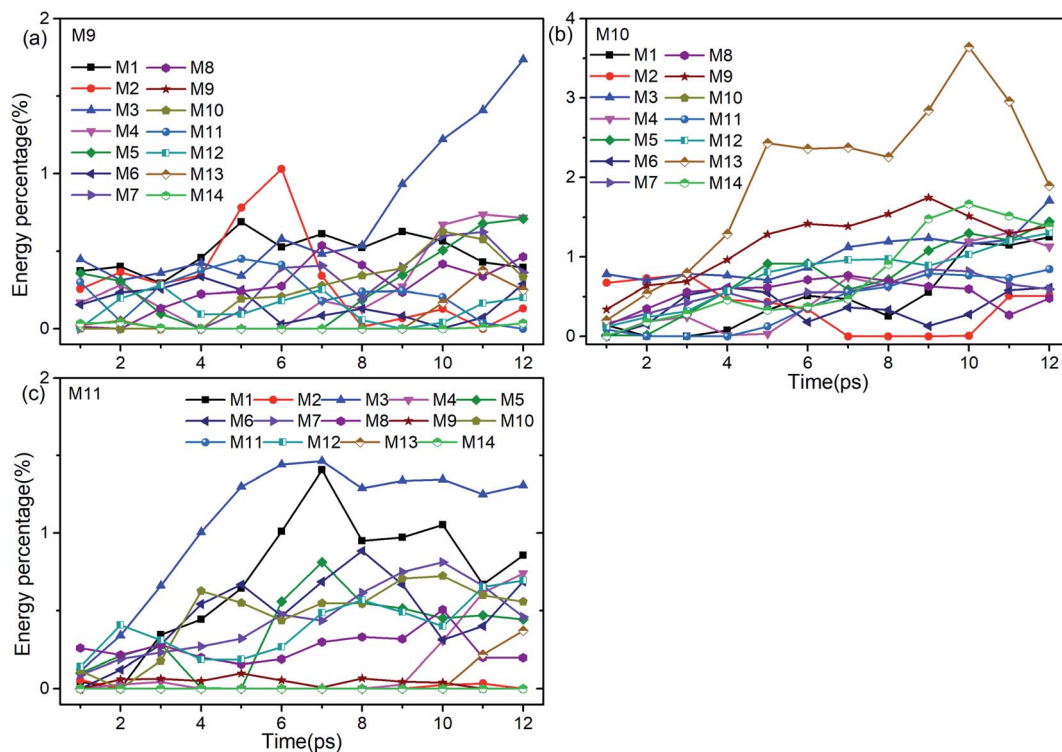 (a)
M9
M1 M8
M2 M9
M3 M10
M4 M11
M5 M12
M6 M13
M7 M14
Energy percentage(%)
0
1
2
2 4 6 8 10 12
(b)
M10
M1 M8
M2 M9
M3 M10
M4 M11
M5 M12
M6 M13
M7 M14
Energy percentage(%)
0
1
2
3
4
2 4 6 8 10 12
Time(ps)
(c)
M11
M1 M2 M3 M4 M5
M6 M7 M8 M9 M10
M11 M12 M13 M14
Energy percentage(%)
0
1
2
2 4 6 8 10 12
Time(ps)